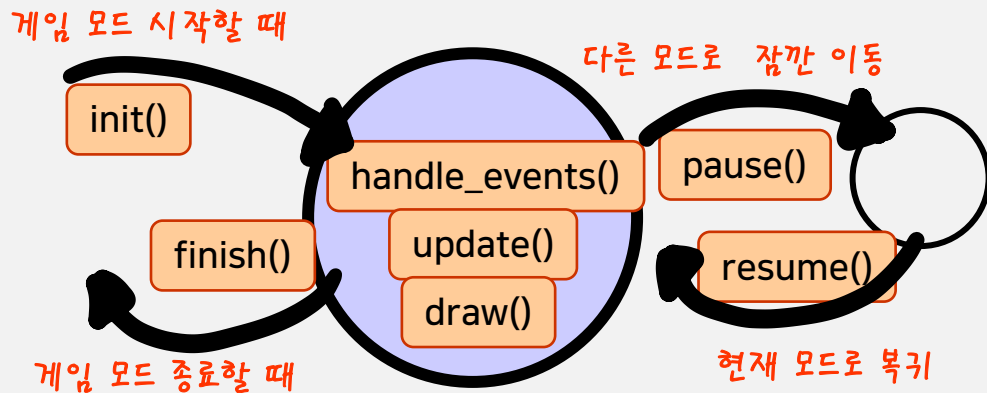 게임 모드 시작할 때
init()
다른 모드로 잠깐 이동
pause()
handle_events()
update()
draw()
finish()
resume()
게임 모드 종료할 때
현재 모드로 복귀